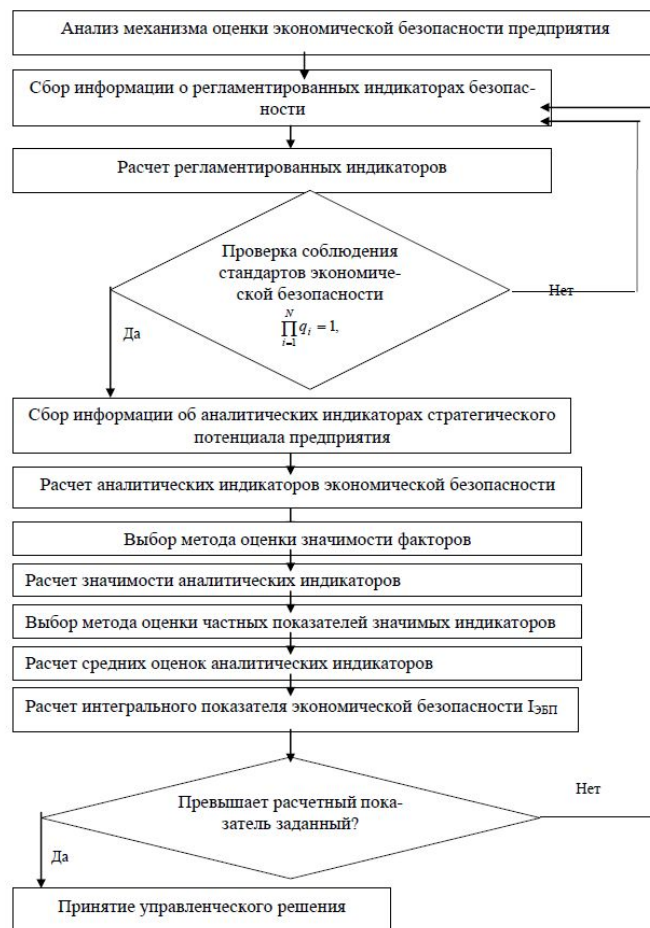 Анализ механизма оценки экономической безопасности предприятия
Сбор информации о регламентированных индикаторах безопас-
ности
Расчет регламентированных индикаторов
Проверка соблюдения
стандартов экономиче-
ской безопасности
N
∏ qᵢ = 1,
i=1
Нет
Да
Сбор информации об аналитических индикаторах стратегического
потенциала предприятия
Расчет аналитических индикаторов экономической безопасности
Выбор метода оценки значимости факторов
Расчет значимости аналитических индикаторов
Выбор метода оценки частных показателей значимых индикаторов
Расчет средних оценок аналитических индикаторов
Расчет интегрального показателя экономической безопасности IЭБП
Превышает расчетный пока-
затель заданный?
Нет
Да
Принятие управленческого решения